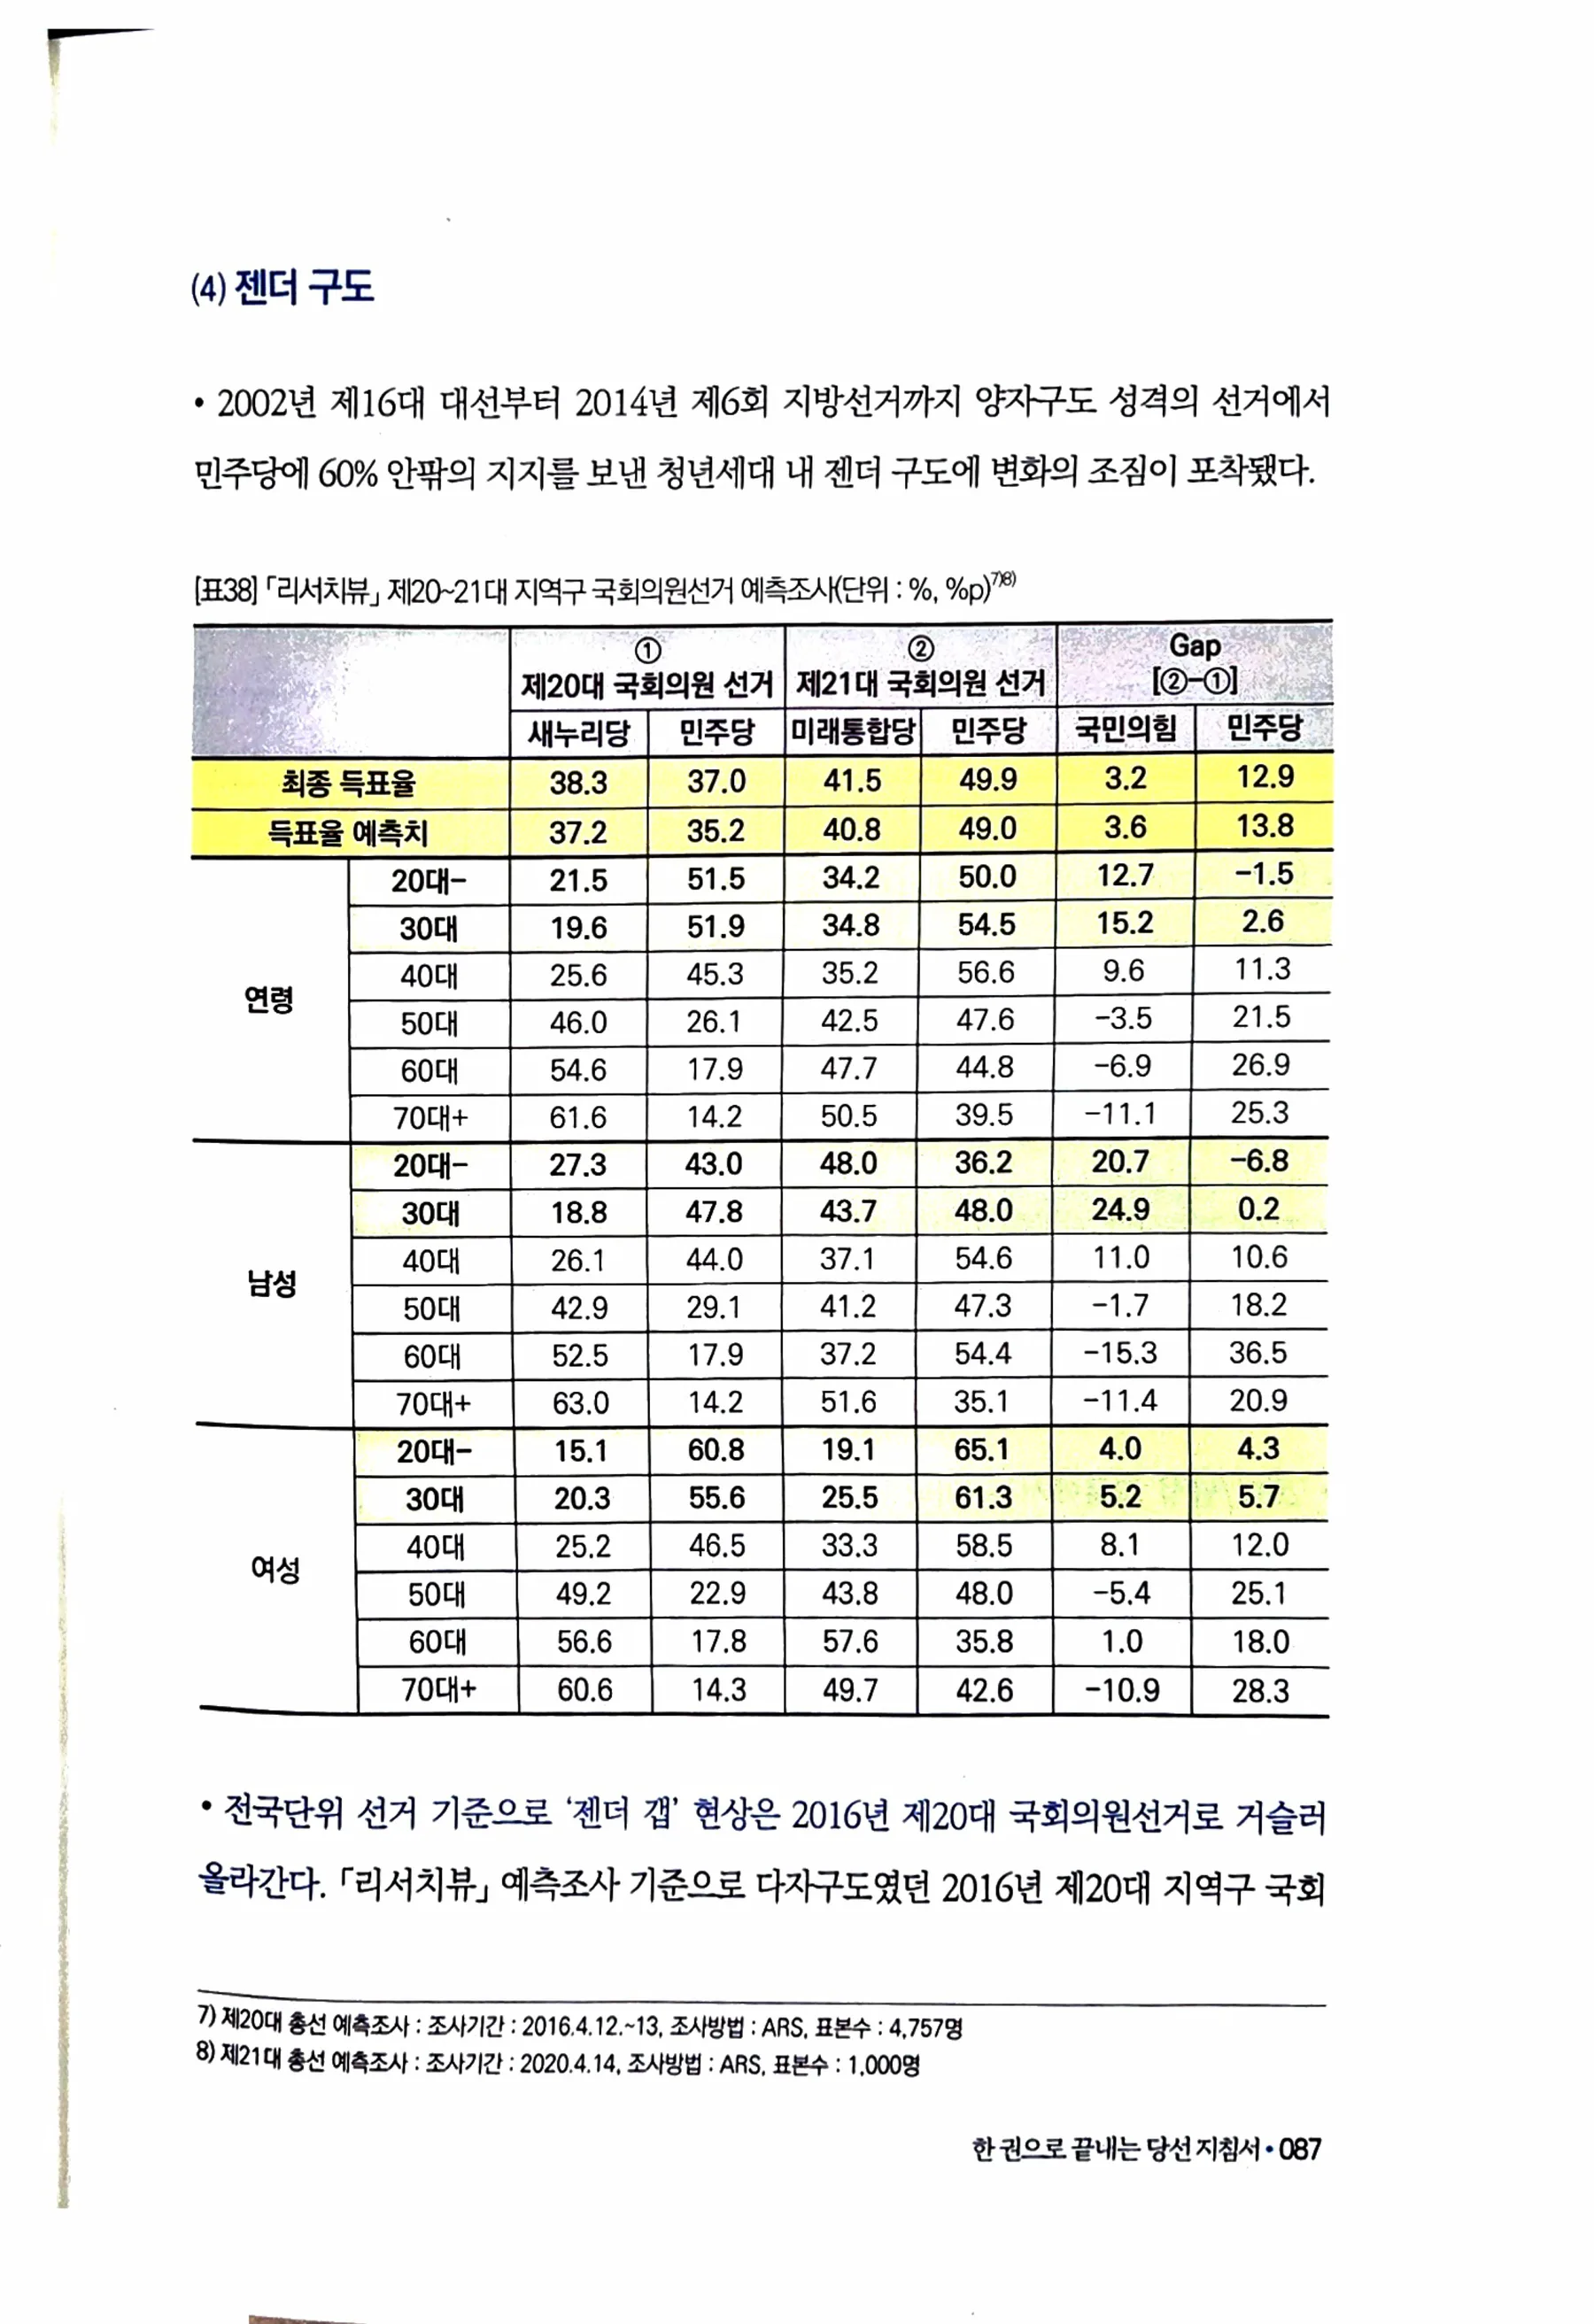 (4) 젠더 구도
• 2002년 제16대 대선부터 2014년 제6회 지방선거까지 양자구도 성격의 선거에서
민주당에 60% 안팎의 지지를 보낸 청년세대 내 젠더 구도에 변화의 조짐이 포착됐다.
[표38] 「리서치뷰」 제20~21대 지역구 국회의원선거 예측조사(단위 : %, %p)7)8)
① ② Gap
제20대 국회의원 선거 제21대 국회의원 선거 [②-①]
새누리당 민주당 미래통합당 민주당 국민의힘 민주당
최종 득표율 38.3 37.0 41.5 49.9 3.2 12.9
득표율 예측치 37.2 35.2 40.8 49.0 3.6 13.8
연령
20대- 21.5 51.5 34.2 50.0 12.7 -1.5
30대 19.6 51.9 34.8 54.5 15.2 2.6
40대 25.6 45.3 35.2 56.6 9.6 11.3
50대 46.0 26.1 42.5 47.6 -3.5 21.5
60대 54.6 17.9 47.7 44.8 -6.9 26.9
70대+ 61.6 14.2 50.5 39.5 -11.1 25.3
남성
20대- 27.3 43.0 48.0 36.2 20.7 -6.8
30대 18.8 47.8 43.7 48.0 24.9 0.2
40대 26.1 44.0 37.1 54.6 11.0 10.6
50대 42.9 29.1 41.2 47.3 -1.7 18.2
60대 52.5 17.9 37.2 54.4 -15.3 36.5
70대+ 63.0 14.2 51.6 35.1 -11.4 20.9
여성
20대- 15.1 60.8 19.1 65.1 4.0 4.3
30대 20.3 55.6 25.5 61.3 5.2 5.7
40대 25.2 46.5 33.3 58.5 8.1 12.0
50대 49.2 22.9 43.8 48.0 -5.4 25.1
60대 56.6 17.8 57.6 35.8 1.0 18.0
70대+ 60.6 14.3 49.7 42.6 -10.9 28.3
• 전국단위 선거 기준으로 '젠더 갭' 현상은 2016년 제20대 국회의원선거로 거슬러
올라간다. 「리서치뷰」 예측조사 기준으로 다자구도였던 2016년 제20대 지역구 국회
7) 제20대 총선 예측조사 : 조사기간 : 2016.4.12.~13, 조사방법 : ARS, 표본수 : 4,757명
8) 제21대 총선 예측조사 : 조사기간 : 2020.4.14, 조사방법 : ARS, 표본수 : 1,000명
한 권으로 끝내는 당선 지침서 • 087